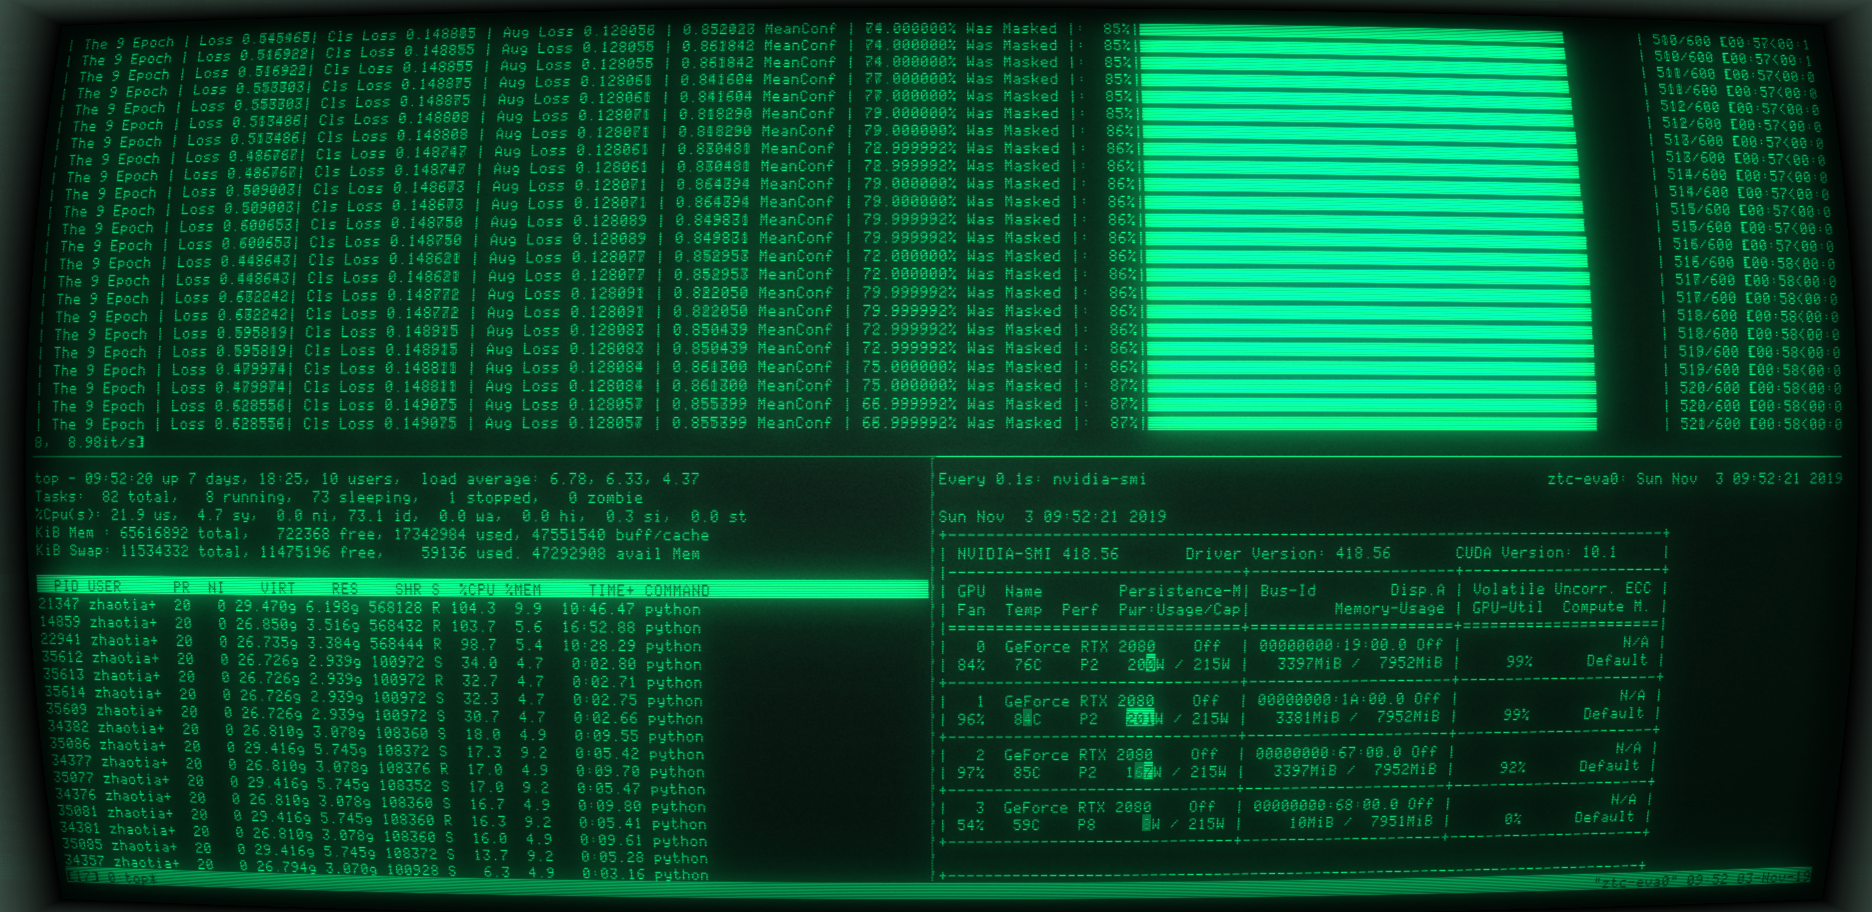 | The 9 Epoch | Loss 0.545465| Cls Loss 0.148885 | Aug Loss 0.128056 | 0.852023 MeanConf | 74.000000% Was Masked |:  85%| | 510/600 [00:57<00:1
| The 9 Epoch | Loss 0.516922| Cls Loss 0.148855 | Aug Loss 0.128055 | 0.861842 MeanConf | 74.000000% Was Masked |:  85%| | 510/600 [00:57<00:1
| The 9 Epoch | Loss 0.516922| Cls Loss 0.148855 | Aug Loss 0.128055 | 0.861842 MeanConf | 74.000000% Was Masked |:  85%| | 511/600 [00:57<00:0
| The 9 Epoch | Loss 0.553303| Cls Loss 0.148875 | Aug Loss 0.128061 | 0.841604 MeanConf | 77.000000% Was Masked |:  85%| | 511/600 [00:57<00:0
| The 9 Epoch | Loss 0.553303| Cls Loss 0.148875 | Aug Loss 0.128061 | 0.841604 MeanConf | 77.000000% Was Masked |:  85%| | 512/600 [00:57<00:0
| The 9 Epoch | Loss 0.513486| Cls Loss 0.148808 | Aug Loss 0.128071 | 0.818290 MeanConf | 79.000000% Was Masked |:  85%| | 512/600 [00:57<00:0
| The 9 Epoch | Loss 0.513486| Cls Loss 0.148808 | Aug Loss 0.128071 | 0.818290 MeanConf | 79.000000% Was Masked |:  86%| | 513/600 [00:57<00:0
| The 9 Epoch | Loss 0.486767| Cls Loss 0.148747 | Aug Loss 0.128061 | 0.830481 MeanConf | 72.999992% Was Masked |:  86%| | 513/600 [00:57<00:0
| The 9 Epoch | Loss 0.486767| Cls Loss 0.148747 | Aug Loss 0.128061 | 0.830481 MeanConf | 72.999992% Was Masked |:  86%| | 514/600 [00:57<00:0
| The 9 Epoch | Loss 0.509003| Cls Loss 0.148673 | Aug Loss 0.128071 | 0.864394 MeanConf | 79.000000% Was Masked |:  86%| | 514/600 [00:57<00:0
| The 9 Epoch | Loss 0.509003| Cls Loss 0.148673 | Aug Loss 0.128071 | 0.864394 MeanConf | 79.000000% Was Masked |:  86%| | 515/600 [00:57<00:0
| The 9 Epoch | Loss 0.600653| Cls Loss 0.148750 | Aug Loss 0.128089 | 0.849831 MeanConf | 79.999992% Was Masked |:  86%| | 515/600 [00:57<00:0
| The 9 Epoch | Loss 0.600653| Cls Loss 0.148750 | Aug Loss 0.128089 | 0.849831 MeanConf | 79.999992% Was Masked |:  86%| | 516/600 [00:57<00:0
| The 9 Epoch | Loss 0.448643| Cls Loss 0.148621 | Aug Loss 0.128077 | 0.852953 MeanConf | 72.000000% Was Masked |:  86%| | 516/600 [00:58<00:0
| The 9 Epoch | Loss 0.448643| Cls Loss 0.148621 | Aug Loss 0.128077 | 0.852953 MeanConf | 72.000000% Was Masked |:  86%| | 517/600 [00:58<00:0
| The 9 Epoch | Loss 0.632242| Cls Loss 0.148772 | Aug Loss 0.128091 | 0.822050 MeanConf | 79.999992% Was Masked |:  86%| | 517/600 [00:58<00:0
| The 9 Epoch | Loss 0.632242| Cls Loss 0.148772 | Aug Loss 0.128091 | 0.822050 MeanConf | 79.999992% Was Masked |:  86%| | 518/600 [00:58<00:0
| The 9 Epoch | Loss 0.595819| Cls Loss 0.148915 | Aug Loss 0.128083 | 0.850439 MeanConf | 72.999992% Was Masked |:  86%| | 518/600 [00:58<00:0
| The 9 Epoch | Loss 0.595819| Cls Loss 0.148915 | Aug Loss 0.128083 | 0.850439 MeanConf | 72.999992% Was Masked |:  86%| | 519/600 [00:58<00:0
| The 9 Epoch | Loss 0.479974| Cls Loss 0.148811 | Aug Loss 0.128084 | 0.861300 MeanConf | 75.000000% Was Masked |:  86%| | 519/600 [00:58<00:0
| The 9 Epoch | Loss 0.479974| Cls Loss 0.148811 | Aug Loss 0.128084 | 0.861300 MeanConf | 75.000000% Was Masked |:  87%| | 520/600 [00:58<00:0
| The 9 Epoch | Loss 0.628556| Cls Loss 0.149075 | Aug Loss 0.128057 | 0.855399 MeanConf | 66.999992% Was Masked |:  87%| | 520/600 [00:58<00:0
| The 9 Epoch | Loss 0.628556| Cls Loss 0.149075 | Aug Loss 0.128057 | 0.855399 MeanConf | 66.999992% Was Masked |:  87%| | 521/600 [00:58<00:0
8,  8.98it/s]
top - 09:52:20 up 7 days, 18:25, 10 users,  load average: 6.78, 6.33, 4.37
Tasks:  82 total,   8 running,  73 sleeping,   1 stopped,   0 zombie
%Cpu(s): 21.9 us,  4.7 sy,  0.0 ni, 73.1 id,  0.0 wa,  0.0 hi,  0.3 si,  0.0 st
KiB Mem : 65616892 total,   722368 free, 17342984 used, 47551540 buff/cache
KiB Swap: 11534332 total, 11475196 free,    59136 used. 47292908 avail Mem
PID USER      PR  NI    VIRT    RES    SHR S  %CPU %MEM     TIME+ COMMAND
21347 zhaotia+  20   0 29.470g 6.198g 568128 R 104.3  9.9  10:46.47 python
14859 zhaotia+  20   0 26.850g 3.516g 568432 R 103.7  5.6  16:52.88 python
22941 zhaotia+  20   0 26.735g 3.384g 568444 R  98.7  5.4  10:28.29 python
35612 zhaotia+  20   0 26.726g 2.939g 100972 S  34.0  4.7   0:02.80 python
35613 zhaotia+  20   0 26.726g 2.939g 100972 R  32.7  4.7   0:02.71 python
35614 zhaotia+  20   0 26.726g 2.939g 100972 S  32.3  4.7   0:02.75 python
35609 zhaotia+  20   0 26.726g 2.939g 100972 S  30.7  4.7   0:02.66 python
34382 zhaotia+  20   0 26.810g 3.078g 108360 S  18.0  4.9   0:09.55 python
35086 zhaotia+  20   0 29.416g 5.745g 108372 S  17.3  9.2   0:05.42 python
34377 zhaotia+  20   0 26.810g 3.078g 108376 R  17.0  4.9   0:09.70 python
35077 zhaotia+  20   0 29.416g 5.745g 108352 S  17.0  9.2   0:05.47 python
34376 zhaotia+  20   0 26.810g 3.078g 108360 S  16.7  4.9   0:09.80 python
35081 zhaotia+  20   0 29.416g 5.745g 108360 R  16.3  9.2   0:05.41 python
34381 zhaotia+  20   0 26.810g 3.078g 108360 S  16.0  4.9   0:09.61 python
35085 zhaotia+  20   0 29.416g 5.745g 108372 S  13.7  9.2   0:05.28 python
34357 zhaotia+  20   0 26.794g 3.070g 100928 S   6.3  4.9   0:03.16 python
Every 0.1s: nvidia-smi    ztc-eva0: Sun Nov  3 09:52:21 2019
Sun Nov  3 09:52:21 2019
| NVIDIA-SMI 418.56       Driver Version: 418.56       CUDA Version: 10.1     |
| GPU  Name        Persistence-M| Bus-Id        Disp.A | Volatile Uncorr. ECC |
| Fan  Temp  Perf  Pwr:Usage/Cap|         Memory-Usage | GPU-Util  Compute M. |
|   0  GeForce RTX 2080    Off  | 00000000:19:00.0 Off |                  N/A |
| 84%   76C    P2   200W / 215W |   3397MiB /  7952MiB |     99%      Default |
|   1  GeForce RTX 2080    Off  | 00000000:1A:00.0 Off |                  N/A |
| 96%   84C    P2   201W / 215W |   3381MiB /  7952MiB |     99%      Default |
|   2  GeForce RTX 2080    Off  | 00000000:67:00.0 Off |                  N/A |
| 97%   85C    P2   167W / 215W |   3397MiB /  7952MiB |     92%      Default |
|   3  GeForce RTX 2080    Off  | 00000000:68:00.0 Off |                  N/A |
| 54%   59C    P8     8W / 215W |     10MiB /  7951MiB |      0%      Default |
[17] 0 top*    "ztc-eva0" 09:52 03-Nov-19